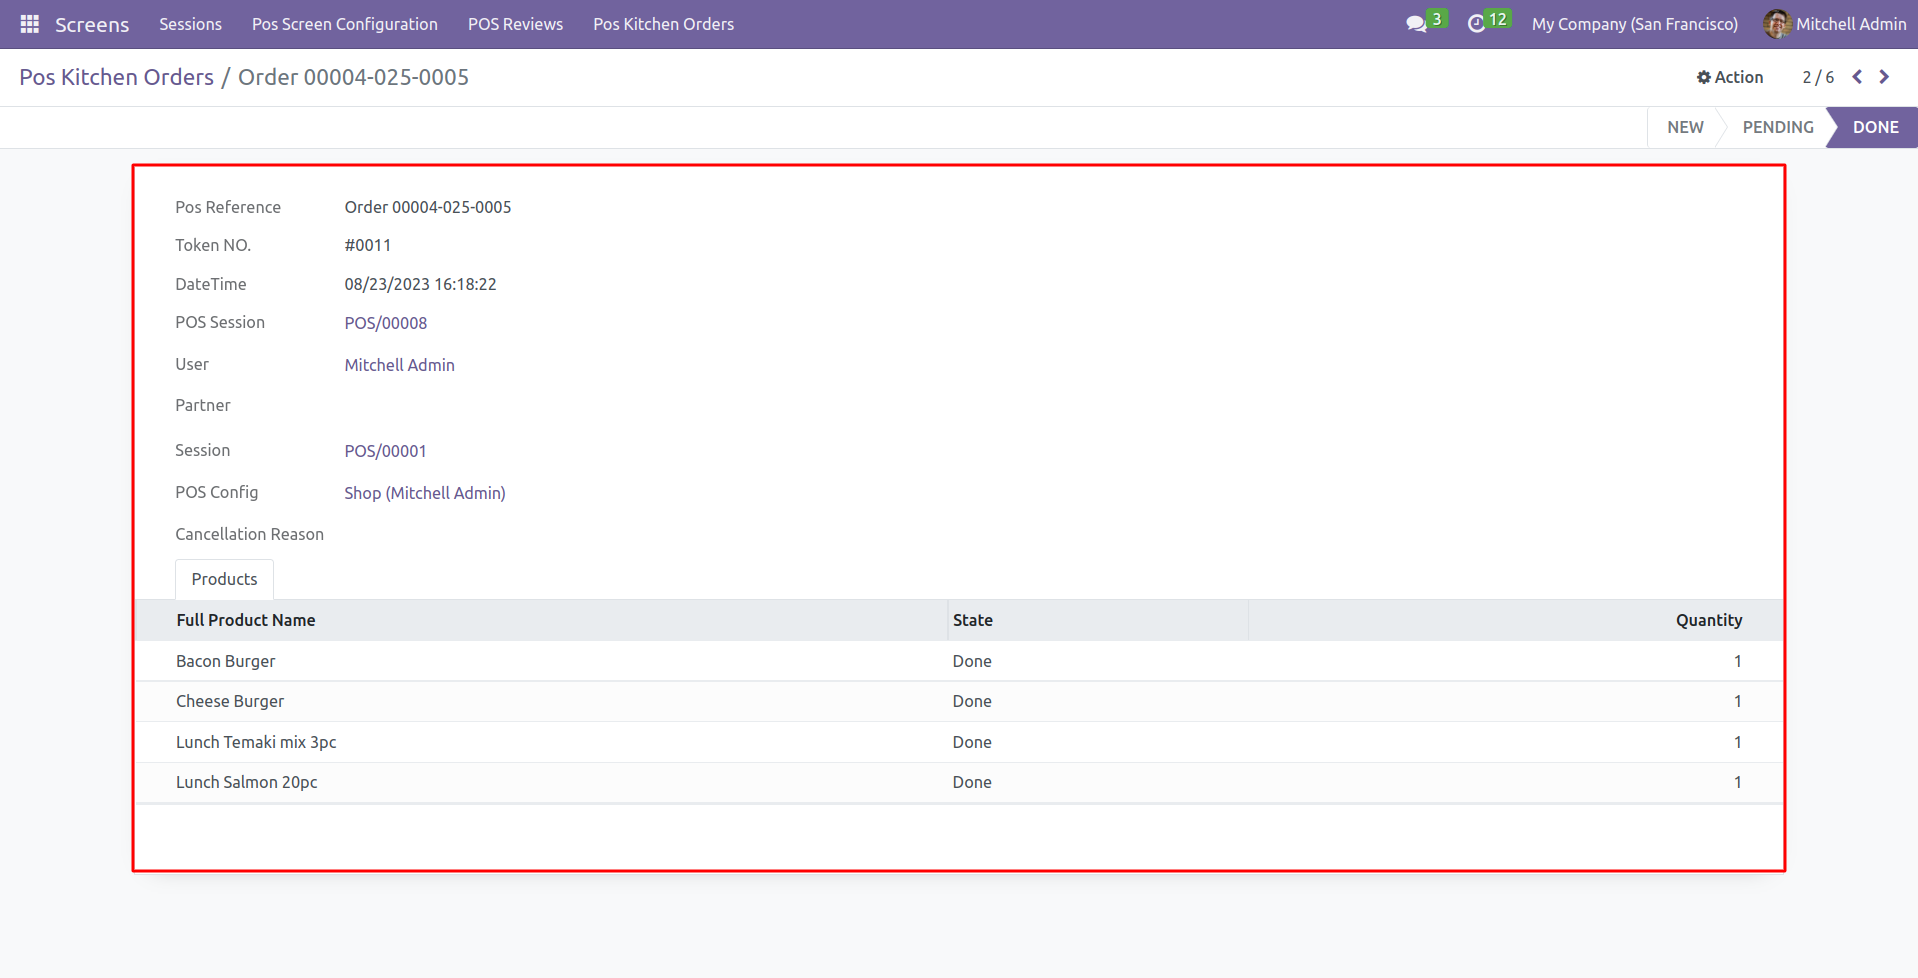 Screens Sessions Pos Screen Configuration POS Reviews Pos Kitchen Orders 3 12 My Company (San Francisco) Mitchell Admin
Pos Kitchen Orders / Order 00004-025-0005 Action 2 / 6
NEW PENDING DONE
Pos Reference Order 00004-025-0005
Token NO. #0011
DateTime 08/23/2023 16:18:22
POS Session POS/00008
User Mitchell Admin
Partner
Session POS/00001
POS Config Shop (Mitchell Admin)
Cancellation Reason
Products
Full Product Name State Quantity
Bacon Burger Done 1
Cheese Burger Done 1
Lunch Temaki mix 3pc Done 1
Lunch Salmon 20pc Done 1